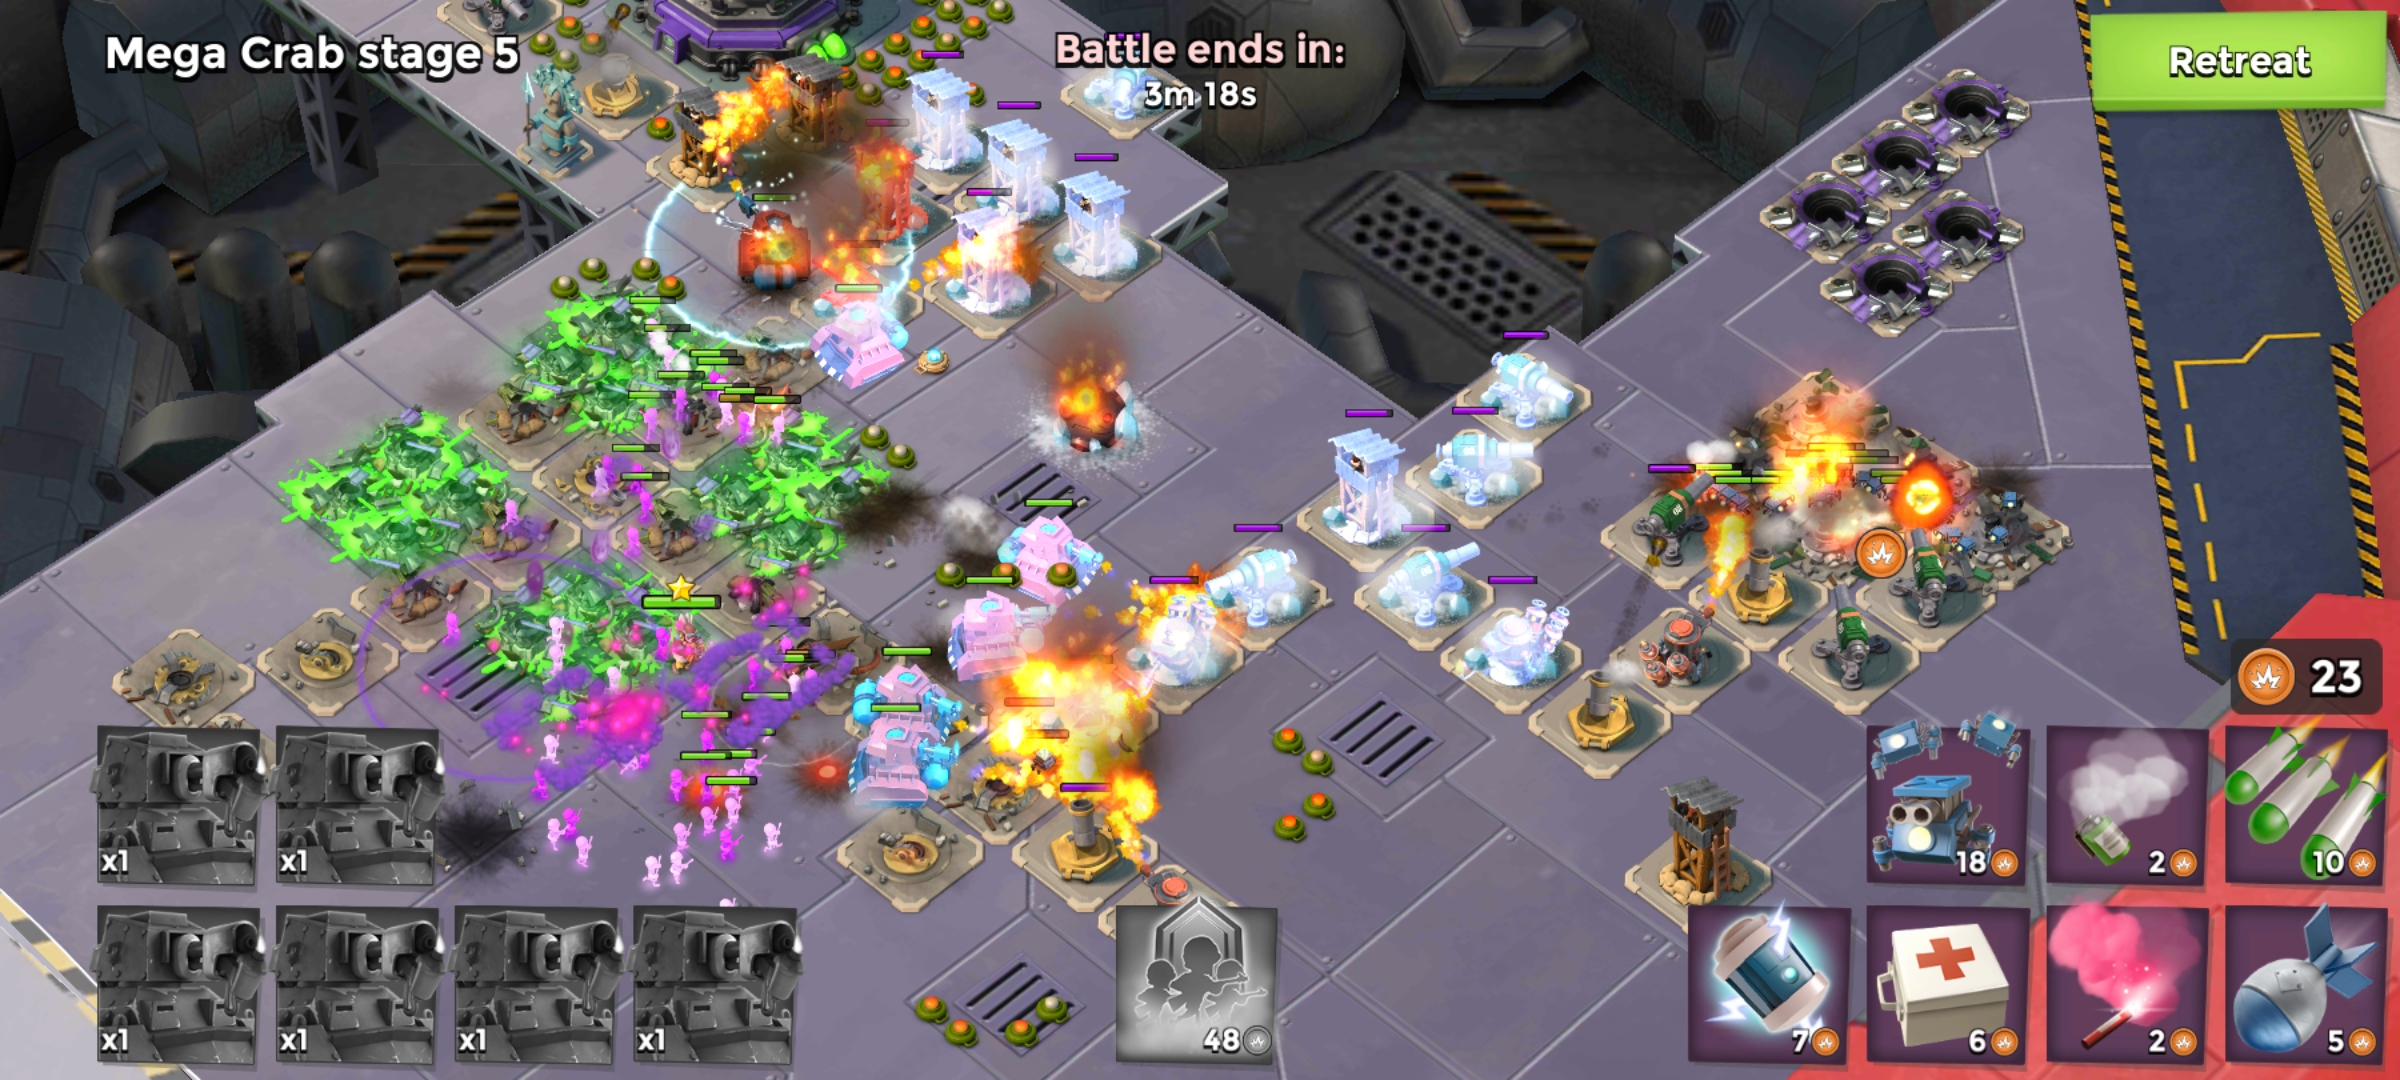 Mega Crab stage 5
Battle ends in:
3m 18s
Retreat
23
x1
x1
18
2
10
x1
x1
x1
x1
48
7
6
2
5